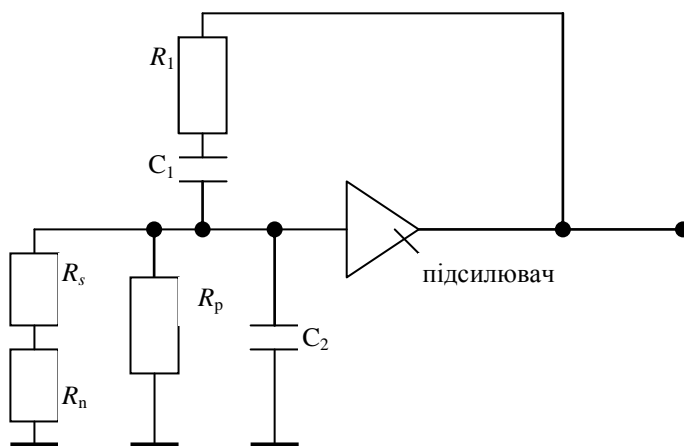 R₁
C₁
Rₛ
Rₚ
підсилювач
C₂
Rₙ